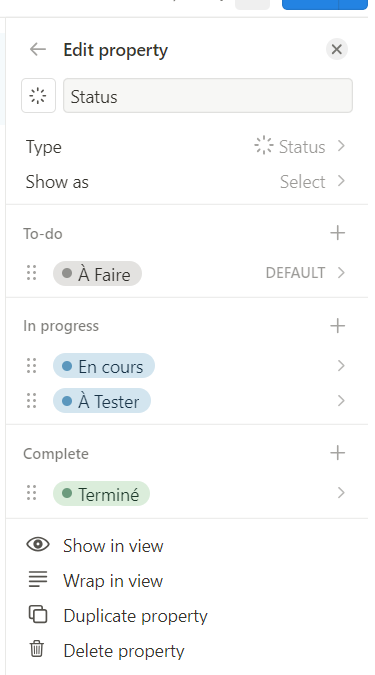 Edit property
Status
Type Status
Show as Select
To-do
À Faire DEFAULT
In progress
En cours
À Tester
Complete
Terminé
Show in view
Wrap in view
Duplicate property
Delete property